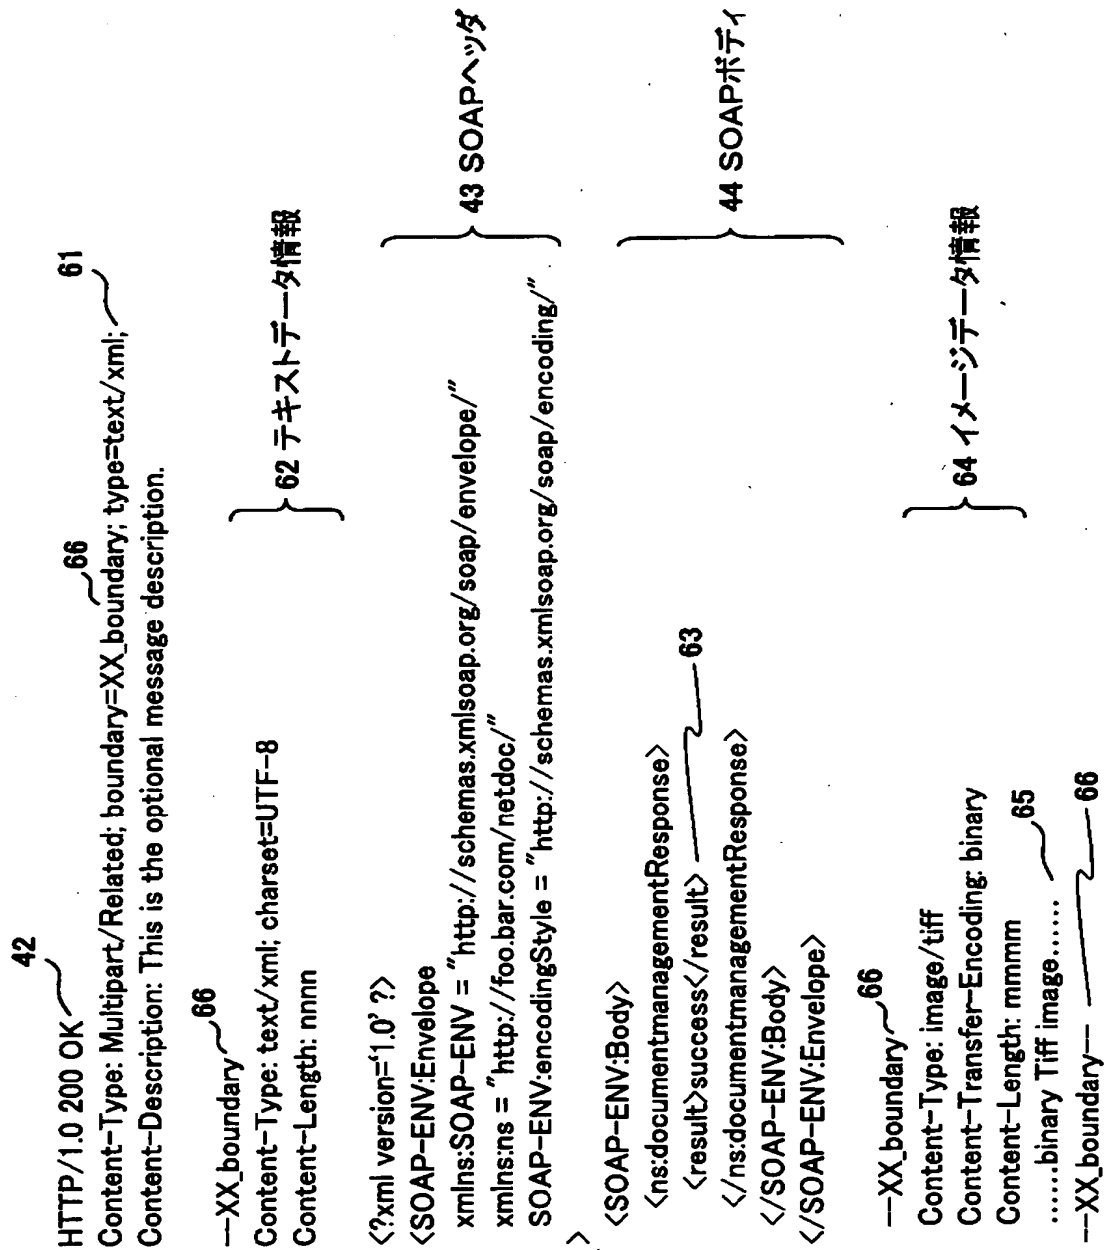 42
HTTP/1.0 200 OK
66
61
Content-Type: Multipart/Related; boundary=XX_boundary; type=text/xml;
Content-Description: This is the optional message description.
--XX_boundary 66
Content-Type: text/xml; charset=UTF-8
Content-Length: nnnn
62 テキストデータ情報
<?xml version='1.0' ?>
<SOAP-ENV:Envelope
xmlns:SOAP-ENV = "http://schemas.xmlsoap.org/soap/envelope/"
xmlns:ns = "http://foo.bar.com/netdoc/"
SOAP-ENV:encodingStyle = "http://schemas.xmlsoap.org/soap/encoding/"
>
43 SOAPヘッダ
<SOAP-ENV:Body>
<ns:documentmanagementResponse>
<result>success</result> 63
</ns:documentmanagementResponse>
</SOAP-ENV:Body>
</SOAP-ENV:Envelope>
44 SOAPボディ
--XX_boundary 66
Content-Type: image/tiff
Content-Transfer-Encoding: binary
Content-Length: mmmm
64 イメージデータ情報
......binary Tiff image...... 65
--XX_boundary-- 66